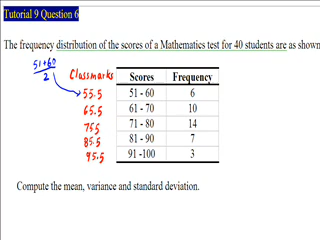 Tutorial 9 Question 6
The frequency distribution of the scores of a Mathematics test for 40 students are as shown
51+60
2
Classmarks Scores Frequency
55.5 51 - 60 6
65.5 61 - 70 10
75.5 71 - 80 14
85.5 81 - 90 7
95.5 91 -100 3
Compute the mean, variance and standard deviation.